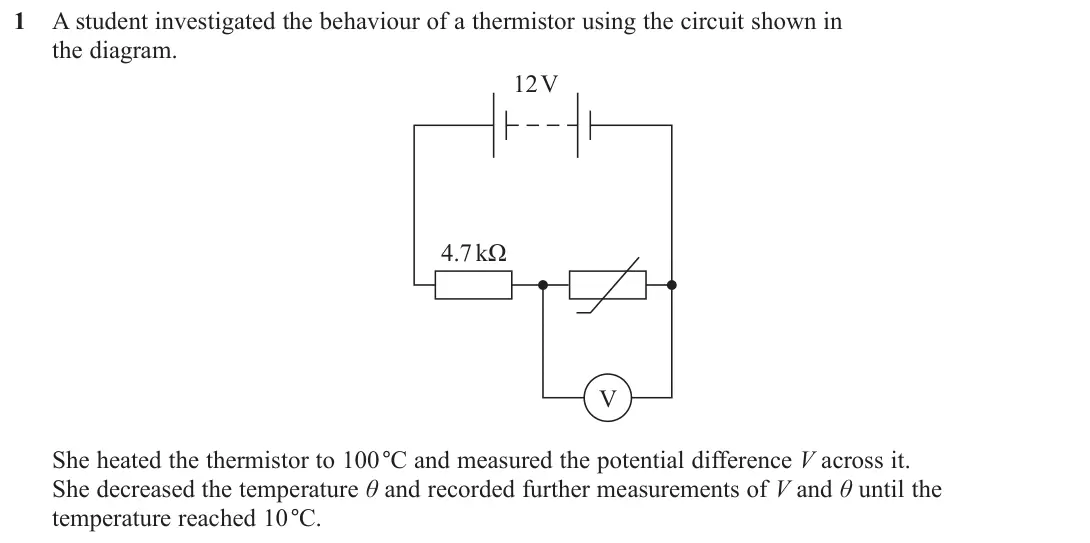 1 A student investigated the behaviour of a thermistor using the circuit shown in
the diagram.
12 V
4.7 kΩ
V
She heated the thermistor to 100 °C and measured the potential difference V across it.
She decreased the temperature θ and recorded further measurements of V and θ until the
temperature reached 10 °C.